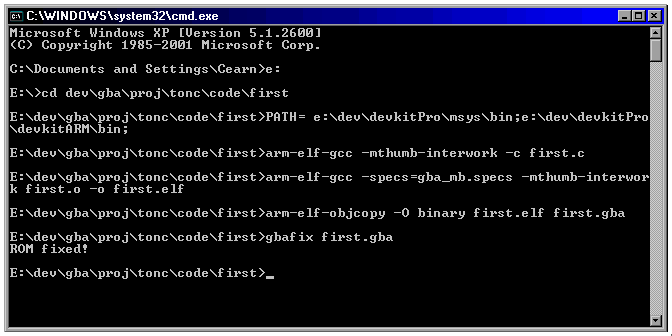 C:\WINDOWS\system32\cmd.exe
Microsoft Windows XP [Version 5.1.2600]
(C) Copyright 1985-2001 Microsoft Corp.
C:\Documents and Settings\Cearn>e:
E:\>cd dev\gba\proj\tonc\code\first
E:\dev\gba\proj\tonc\code\first>PATH= e:\dev\devkitPro\msys\bin;e:\dev\devkitPro
\devkitARM\bin;
E:\dev\gba\proj\tonc\code\first>arm-elf-gcc -mthumb-interwork -c first.c
E:\dev\gba\proj\tonc\code\first>arm-elf-gcc -specs=gba_mb.specs -mthumb-interwor
k first.o -o first.elf
E:\dev\gba\proj\tonc\code\first>arm-elf-objcopy -O binary first.elf first.gba
E:\dev\gba\proj\tonc\code\first>gbafix first.gba
ROM fixed!
E:\dev\gba\proj\tonc\code\first>_